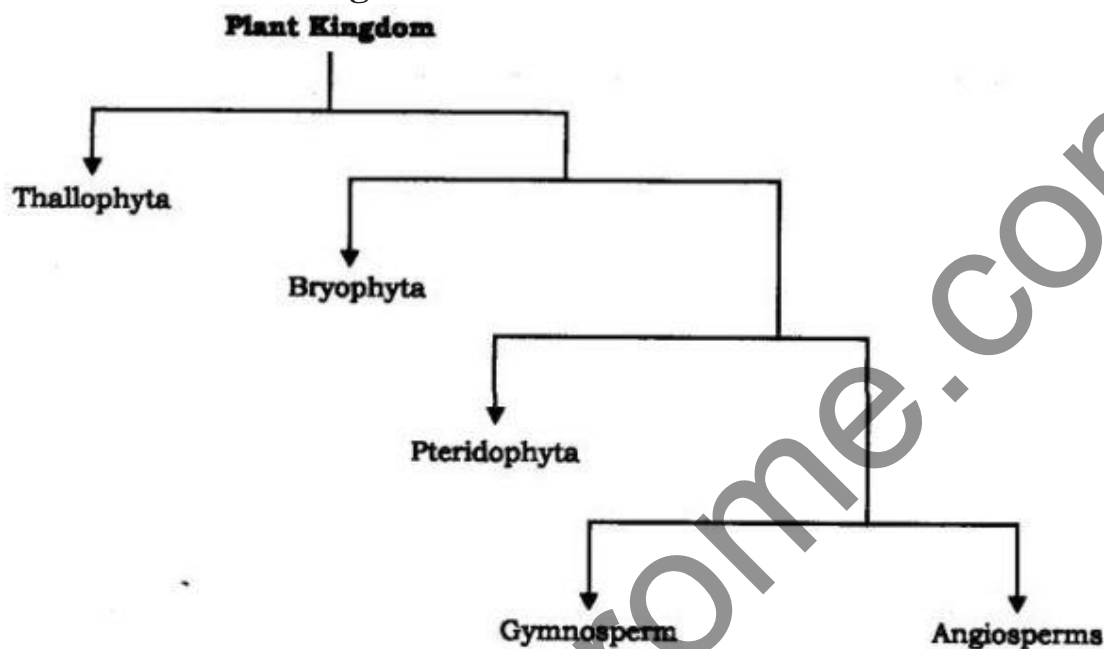 Plant Kingdom
Thallophyta
Bryophyta
Pteridophyta
Gymnosperm
Angiosperms